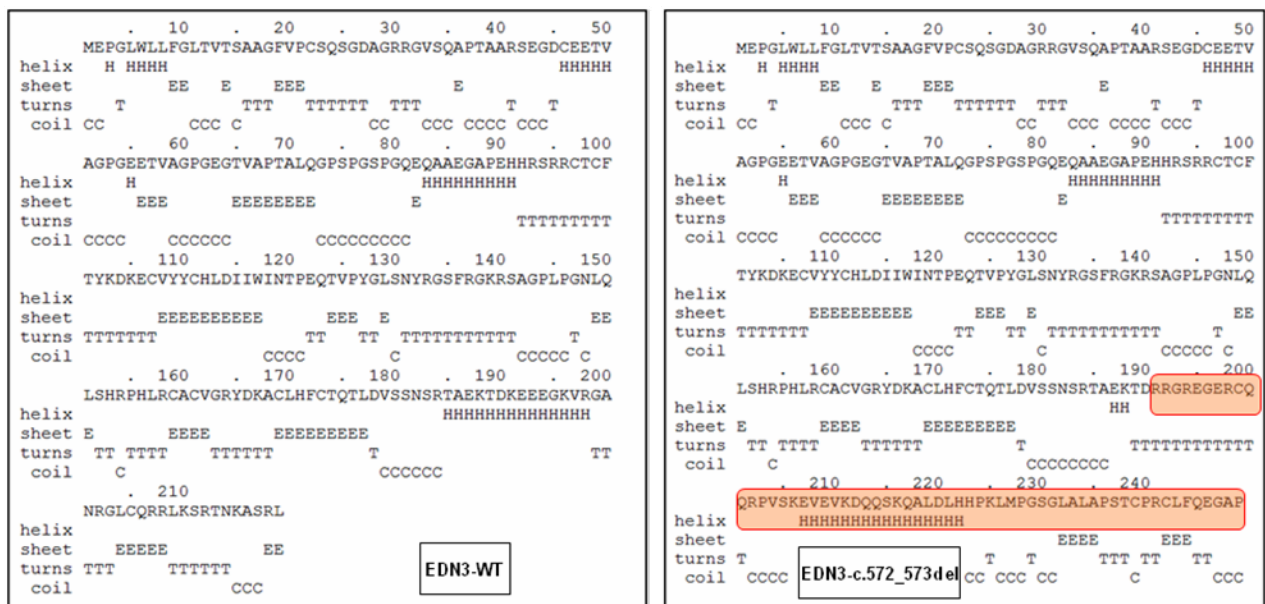 . 10 . 20 . 30 . 40 . 50
MEPGLWLLFGLTVTSAAGFVPCSQSGDAGRRGVSQAPTAARSEGDCEETV
helix H HHHH HHHHH
sheet EE E EEE E
turns T TTT TTTTTT TTT T T
coil CC CCC C CC CCC CCCC CCC
. 60 . 70 . 80 . 90 . 100
AGPGEETVAGPGEGTVAPTALQGPSPGSPGQEQAAEGAPEHHRSRRCTCF
helix H HHHHHHHHH
sheet EEE EEEEEEEE E
turns TTTTTTTTT
coil CCCC CCCCCC CCCCCCCCC
. 110 . 120 . 130 . 140 . 150
TYKDKECVYYCHLDIIWINTPEQTVPYGLSNYRGSFRGKRSAGPLPGNLQ
helix
sheet EEEEEEEEEE EEE E EE
turns TTTTTTT TT TT TTTTTTTTTTT T
coil CCCC C CCCCC C
. 160 . 170 . 180 . 190 . 200
LSHRPHLRCACVGRYDKACLHFCTQTLDVSSNSRTAEKTDKEEEGKVRGA
helix HHHHHHHHHHHHHH
sheet E EEEE EEEEEEEEE
turns TT TTTT TTTTTT T TT
coil C CCCCCC
. 210
NRGLCQRRLKSRTNKASRL
helix
sheet EEEEE EE
turns TTT TTTTTT
coil CCC
EDN3-WT
. 10 . 20 . 30 . 40 . 50
MEPGLWLLFGLTVTSAAGFVPCSQSGDAGRRGVSQAPTAARSEGDCEETV
helix H HHHH HHHHH
sheet EE E EEE E
turns T TTT TTTTTT TTT T T
coil CC CCC C CC CCC CCCC CCC
. 60 . 70 . 80 . 90 . 100
AGPGEETVAGPGEGTVAPTALQGPSPGSPGQEQAAEGAPEHHRSRRCTCF
helix H HHHHHHHHH
sheet EEE EEEEEEEE E
turns TTTTTTTTT
coil CCCC CCCCCC CCCCCCCCC
. 110 . 120 . 130 . 140 . 150
TYKDKECVYYCHLDIIWINTPEQTVPYGLSNYRGSFRGKRSAGPLPGNLQ
helix
sheet EEEEEEEEEE EEE E EE
turns TTTTTTT TT TT TTTTTTTTTTT T
coil CCCC C CCCCC C
. 160 . 170 . 180 . 190 . 200
LSHRPHLRCACVGRYDKACLHFCTQTLDVSSNSRTAEKTDRRGREGERCQ
helix HH
sheet E EEEE EEEEEEEEE
turns TT TTTT TTTTTT T TTTTTTTTTTTT
coil C CCCCCCCC
. 210 . 220 . 230 . 240
QRPVSKEVEVKDQQSKQALDLHHPKLMPGSGLALAPSTCPRCLFQEGAP
helix HHHHHHHHHHHHHHHH
sheet EEEE EEE
turns T T T TTT TT TT
coil CCCC CC CCC CC C CCC
EDN3-c.572_573del